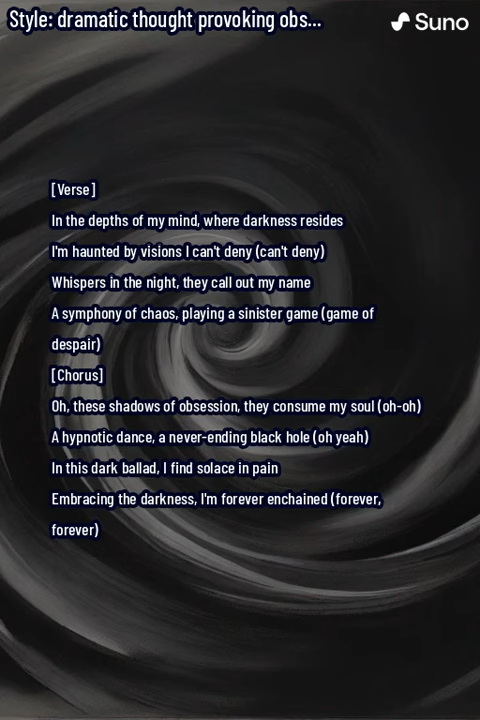 Style: dramatic thought provoking obs...
Suno
[Verse]
In the depths of my mind, where darkness resides
I'm haunted by visions I can't deny (can't deny)
Whispers in the night, they call out my name
A symphony of chaos, playing a sinister game (game of
despair)
[Chorus]
Oh, these shadows of obsession, they consume my soul (oh-oh)
A hypnotic dance, a never-ending black hole (oh yeah)
In this dark ballad, I find solace in pain
Embracing the darkness, I'm forever enchained (forever,
forever)